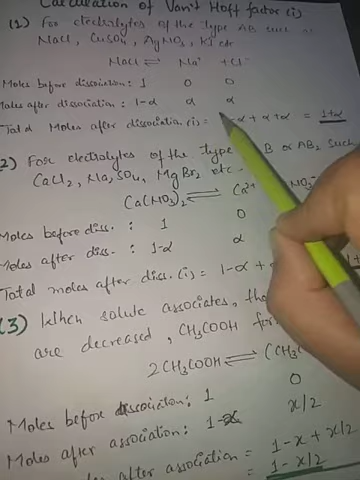 Calculation of Van't Hoff factor (i)
(1) For electrolytes of the type AB such as
NaCl, CuSO4, AgNO3, KI etc
NaCl ⇌ Na+ + Cl-
Moles before dissociation : 1 0 0
Moles after dissociation : 1-α α α
Total Moles after dissociation (i) = -α + α + α = 1+α
2) For electrolytes of the type B or AB2 such
CaCl2, Na2SO4, MgBr2 etc -
Ca(NO3)2 ⇌ Ca2+ NO3-
Moles before diss. : 1 0
Moles after diss. : 1-α α
Total moles after diss. (i) = 1-α +
(3) When solute associates, the
are decreased, CH3COOH for
2CH3COOH ⇌ (CH3
Moles before association : 1 0
Moles after association : 1-x x/2
after association = 1-x + x/2
= 1-x/2